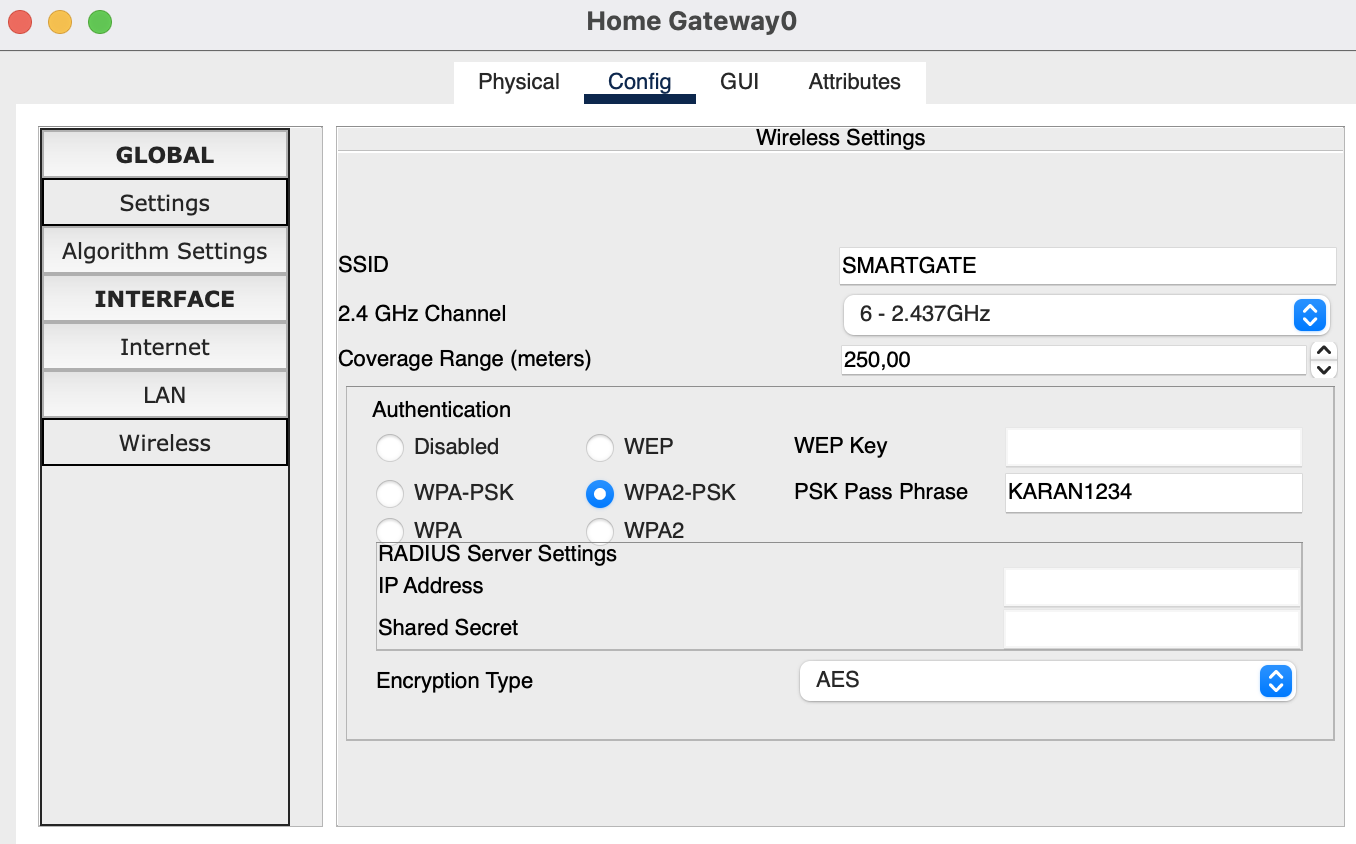 Home Gateway0
Physical Config GUI Attributes
GLOBAL
Settings
Algorithm Settings
INTERFACE
Internet
LAN
Wireless
Wireless Settings
SSID SMARTGATE
2.4 GHz Channel 6 - 2.437GHz
Coverage Range (meters) 250,00
Authentication
Disabled WEP WEP Key
WPA-PSK WPA2-PSK PSK Pass Phrase KARAN1234
WPA WPA2
RADIUS Server Settings
IP Address
Shared Secret
Encryption Type AES